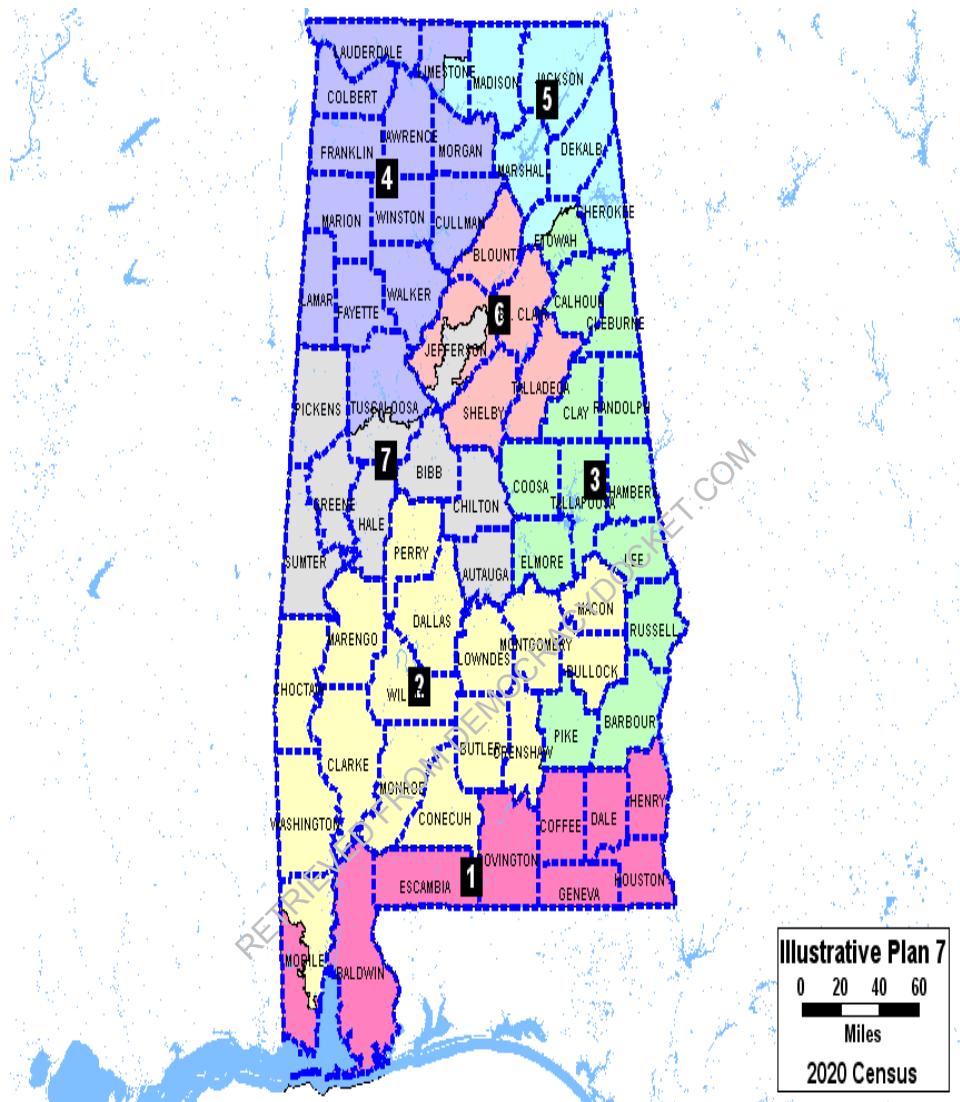 LAUDERDALE
LIMESTONE
MADISON
JACKSON
5
COLBERT
LAWRENCE
FRANKLIN
MORGAN
DEKALB
MARSHALL
4
MARION
WINSTON
CULLMAN
CHEROKEE
ETOWAH
BLOUNT
LAMAR
FAYETTE
WALKER
CALHOUN
CLEBURNE
6
ST. CLAIR
JEFFERSON
PICKENS
TUSCALOOSA
SHELBY
TALLADEGA
CLAY
RANDOLPH
7
BIBB
3
GREENE
HALE
CHILTON
COOSA
TALLAPOOSA
CHAMBERS
PERRY
SUMTER
AUTAUGA
ELMORE
LEE
DALLAS
MACON
MARENGO
LOWNDES
MONTGOMERY
RUSSELL
BULLOCK
CHOCTAW
2
WIL
CLARKE
BUTLER
CRENSHAW
PIKE
BARBOUR
MONROE
WASHINGTON
CONECUH
COFFEE
DALE
HENRY
COVINGTON
ESCAMBIA
1
GENEVA
HOUSTON
MOBILE
BALDWIN
RETRIEVED FROM DEMOCRACYDOCKET.COM
Illustrative Plan 7
0 20 40 60
Miles
2020 Census